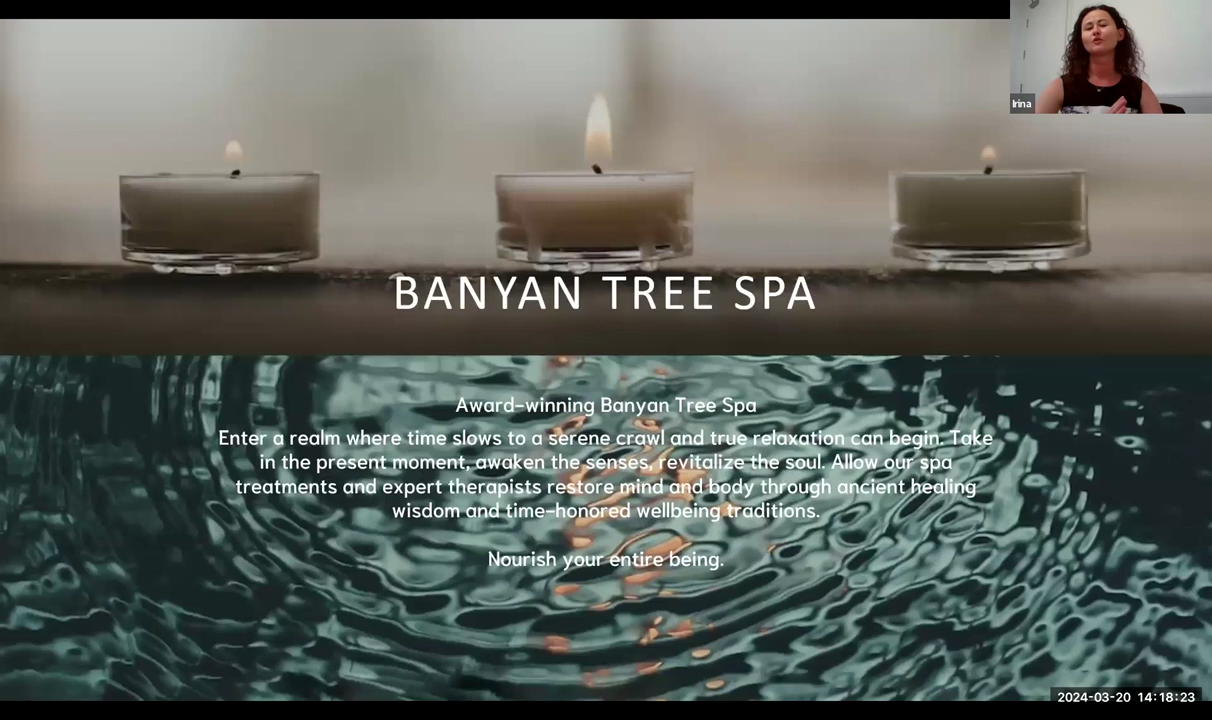 Irina
BANYAN TREE SPA
Award-winning Banyan Tree Spa
Enter a realm where time slows to a serene crawl and true relaxation can begin. Take
in the present moment, awaken the senses, revitalize the soul. Allow our spa
treatments and expert therapists restore mind and body through ancient healing
wisdom and time-honored wellbeing traditions.
Nourish your entire being.
2024-03-20 14:18:23